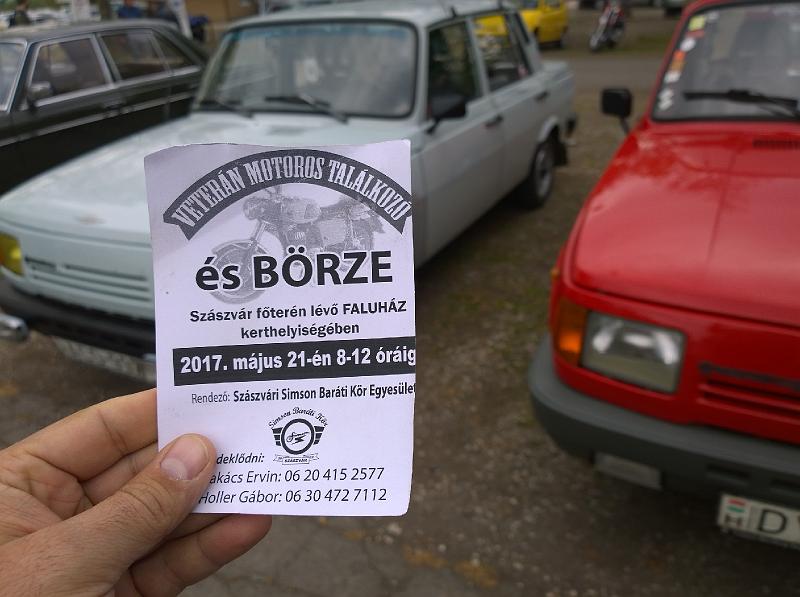 VETERÁN MOTOROS TALÁLKOZÓ
és BÖRZE
Szászvár főterén lévő FALUHÁZ
kerthelyiségében
2017. május 21-én 8-12 óráig
Rendező: Szászvári Simson Baráti Kör Egyesület
Simson Baráti Kör
SZÁSZVÁR
deklődni:
akács Ervin: 06 20 415 2577
Holler Gábor: 06 30 472 7112
H D